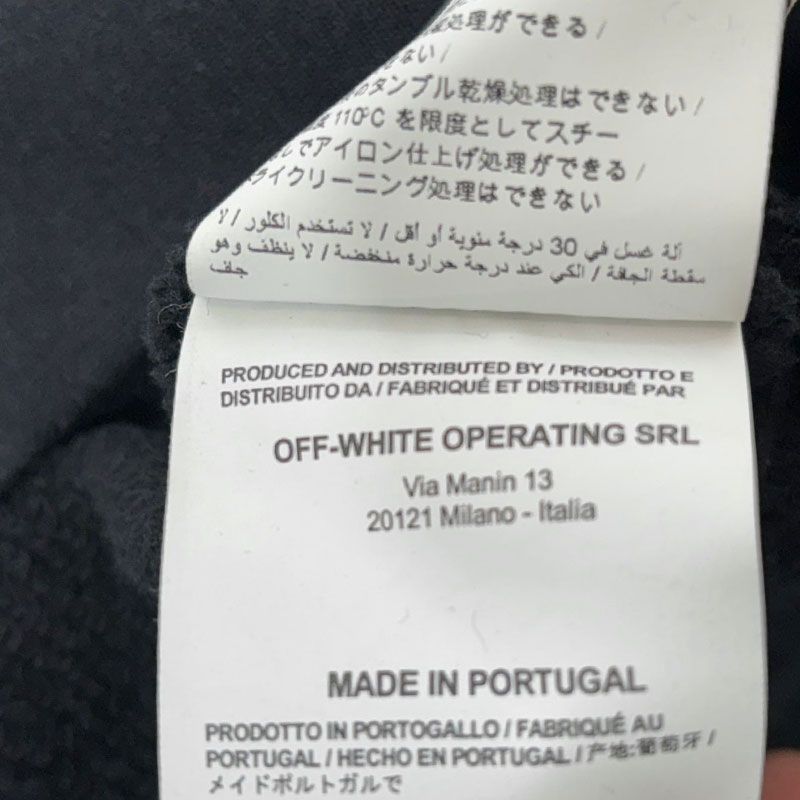 処理ができる /
ない /
のタンブル乾燥処理はできない /
110℃ を限度としてスチー
しでアイロン仕上げ処理ができる /
ライクリーニング処理はできない
آلة غسل في 30 درجة منوية أو أقل / لا تستخدم الكلور / لا
سقطة الجافة / الكي عند درجة حرارة منخفضة / لا ينظف وهو
جاف
PRODUCED AND DISTRIBUTED BY / PRODOTTO E
DISTRIBUITO DA / FABRIQUÉ ET DISTRIBUÉ PAR
OFF-WHITE OPERATING SRL
Via Manin 13
20121 Milano - Italia
MADE IN PORTUGAL
PRODOTTO IN PORTOGALLO / FABRIQUÉ AU
PORTUGAL / HECHO EN PORTUGAL / 产地:葡萄牙 /
メイドポルトガルで